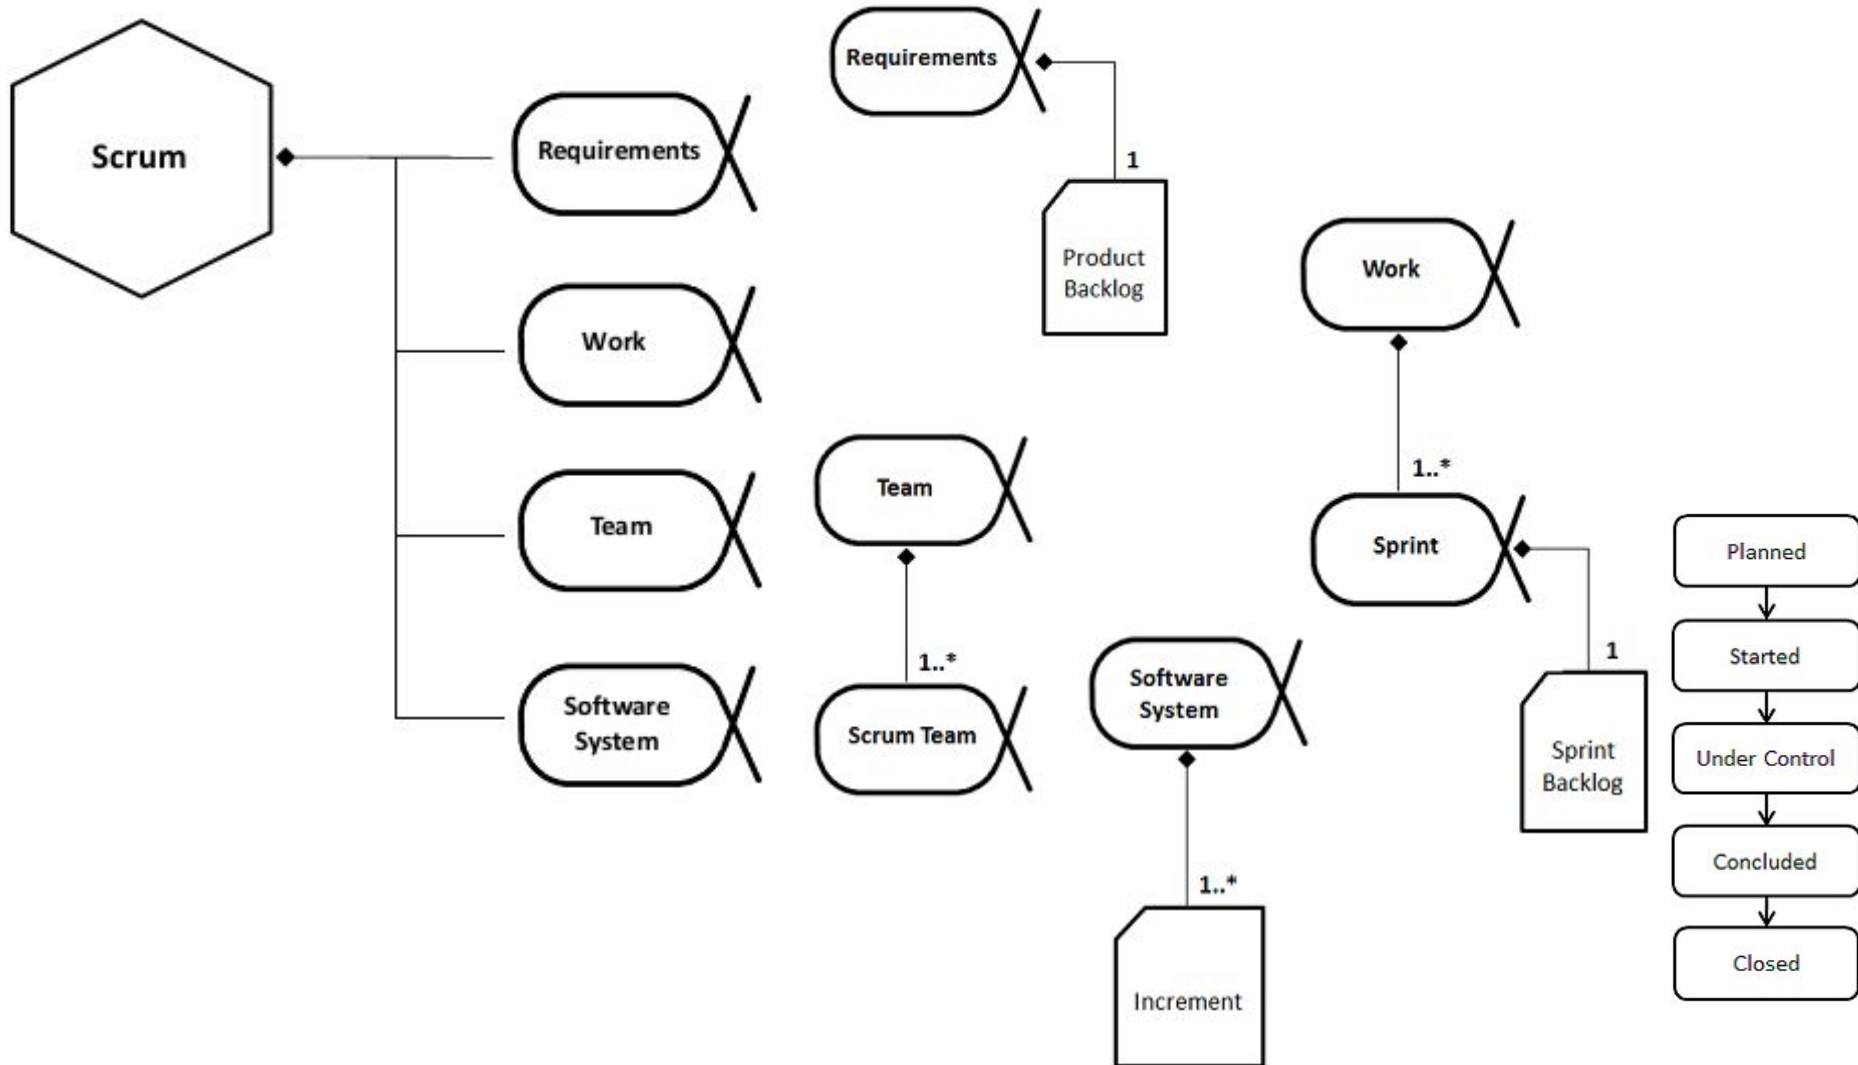 Scrum
Requirements
Work
Team
Software
System
Requirements
1
Product
Backlog
Team
1..*
Scrum Team
Software
System
1..*
Increment
Work
1..*
Sprint
1
Sprint
Backlog
Planned
Started
Under Control
Concluded
Closed